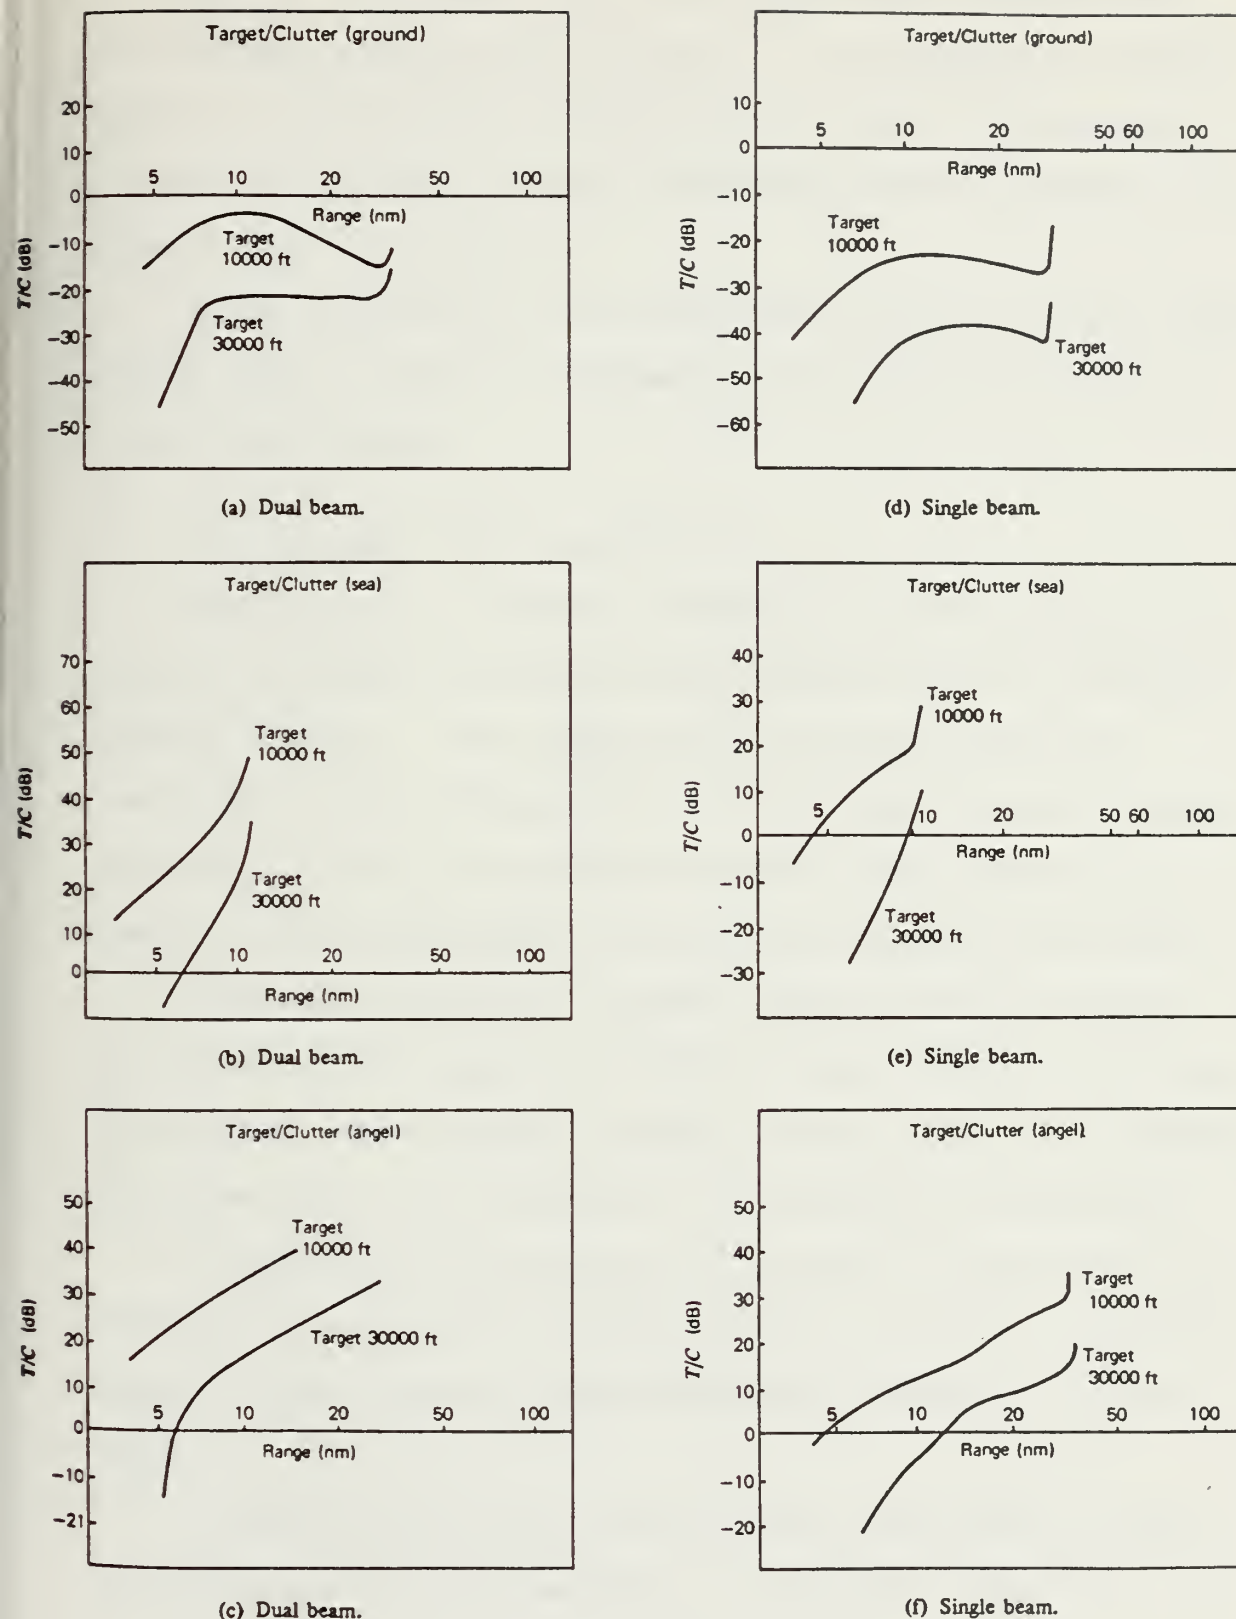 Target/Clutter (ground)
20
10
0
−10
−20
−30
−40
−50
T/C (dB)
5 10 20 50 100
Range (nm)
Target
10000 ft
Target
30000 ft
(a) Dual beam.
Target/Clutter (ground)
10
0
−10
−20
−30
−40
−50
−60
T/C (dB)
5 10 20 50 60 100
Range (nm)
Target
10000 ft
Target
30000 ft
(d) Single beam.
Target/Clutter (sea)
70
60
50
40
30
20
10
0
T/C (dB)
Target
10000 ft
Target
30000 ft
5 10 20 50 100
Range (nm)
(b) Dual beam.
Target/Clutter (sea)
40
30
20
10
0
−10
−20
−30
T/C (dB)
Target
10000 ft
5 10 20 50 60 100
Range (nm)
Target
30000 ft
(e) Single beam.
Target/Clutter (angel)
50
40
30
20
10
0
−10
−21
T/C (dB)
Target
10000 ft
Target 30000 ft
5 10 20 50 100
Range (nm)
(c) Dual beam.
Target/Clutter (angel)
50
40
30
20
10
0
−10
−20
T/C (dB)
Target
10000 ft
Target
30000 ft
5 10 20 50 100
Range (nm)
(f) Single beam.